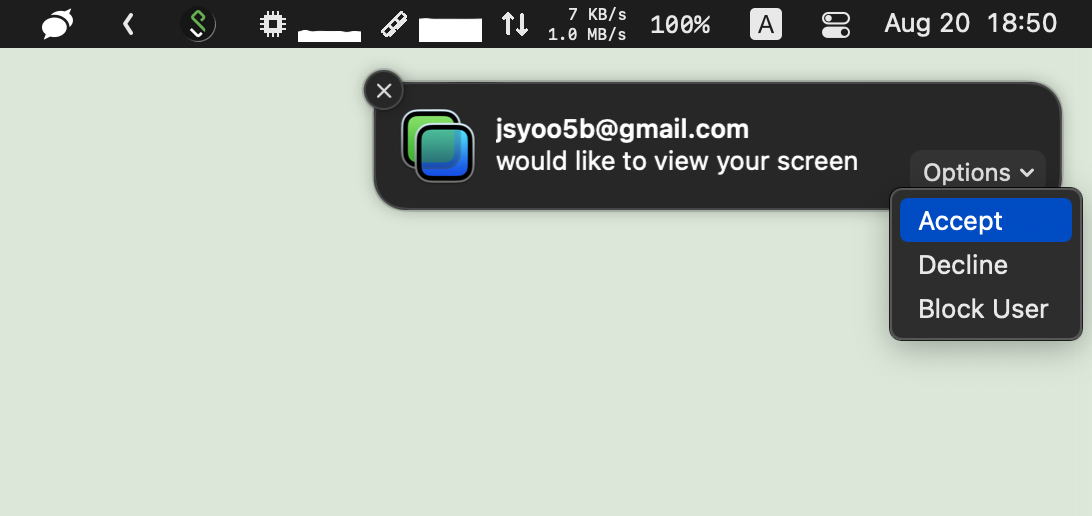 7 KB/s
1.0 MB/s
100%
A
Aug 20 18:50
jsyoo5b@gmail.com
would like to view your screen
Options
Accept
Decline
Block User